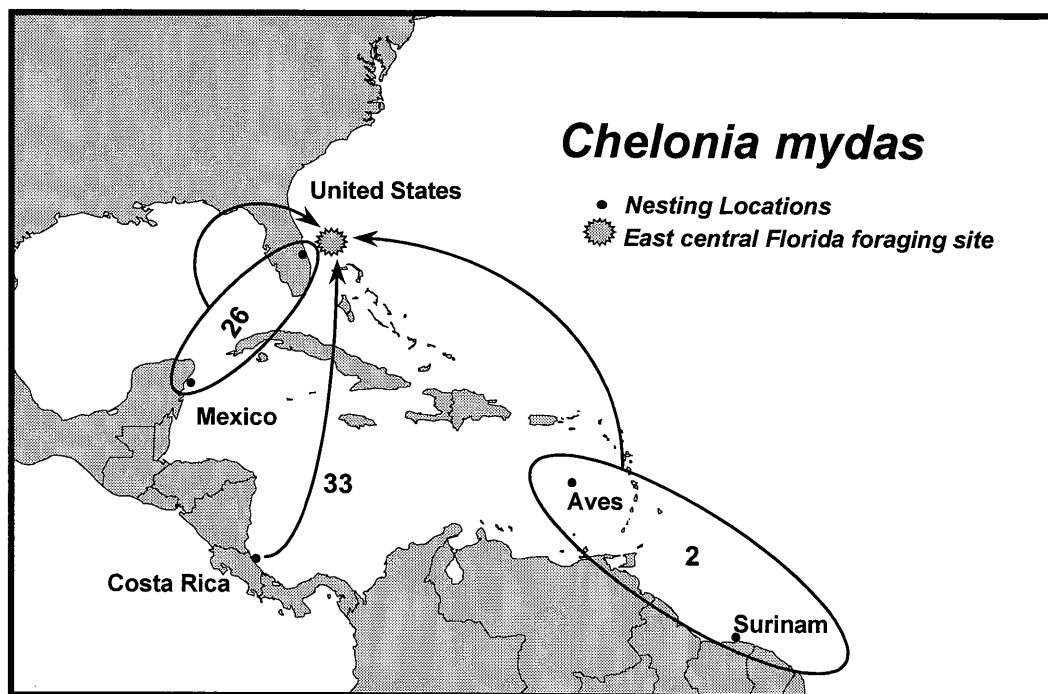 Chelonia mydas
United States
Nesting Locations
East central Florida foraging site
26
Mexico
33
Aves
2
Costa Rica
Surinam